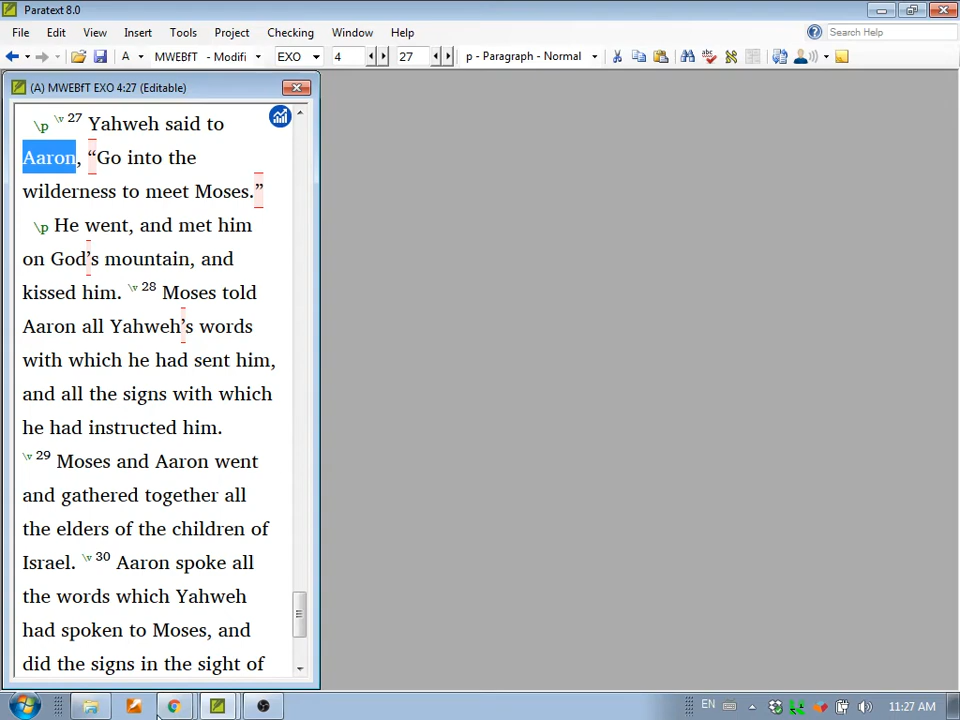 Paratext 8.0
File Edit View Insert Tools Project Checking Window Help Search Help
A MWEBfT - Modifi EXO 4 27 p - Paragraph - Normal
(A) MWEBfT EXO 4:27 (Editable)
\p \v 27 Yahweh said to
Aaron, “Go into the
wilderness to meet Moses.”
\p He went, and met him
on God’s mountain, and
kissed him. \v 28 Moses told
Aaron all Yahweh’s words
with which he had sent him,
and all the signs with which
he had instructed him.
\v 29 Moses and Aaron went
and gathered together all
the elders of the children of
Israel. \v 30 Aaron spoke all
the words which Yahweh
had spoken to Moses, and
did the signs in the sight of
EN 11:27 AM